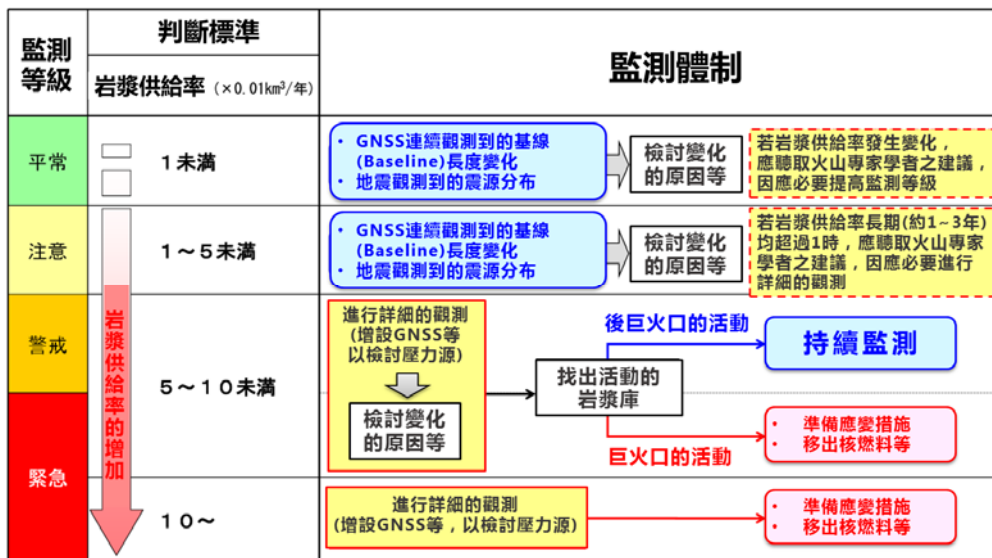 監測
等級
判斷標準
岩漿供給率 (×0.01km³/年)
監測體制
平常
1未滿
• GNSS連續觀測到的基線
(Baseline)長度變化
• 地震觀測到的震源分布
檢討變化
的原因等
若岩漿供給率發生變化，
應聽取火山專家學者之建議，
因應必要提高監測等級
注意
1～5未滿
• GNSS連續觀測到的基線
(Baseline)長度變化
• 地震觀測到的震源分布
檢討變化
的原因等
若岩漿供給率長期(約1~3年)
均超過1時，應聽取火山專家
學者之建議，因應必要進行
詳細的觀測
岩漿供給率的增加
警戒
5～10未滿
進行詳細的觀測
(增設GNSS等
以檢討壓力源)
檢討變化
的原因等
找出活動的
岩漿庫
後巨火口的活動
持續監測
巨火口的活動
• 準備應變措施
• 移出核燃料等
緊急
10～
進行詳細的觀測
(增設GNSS等，以檢討壓力源)
• 準備應變措施
• 移出核燃料等